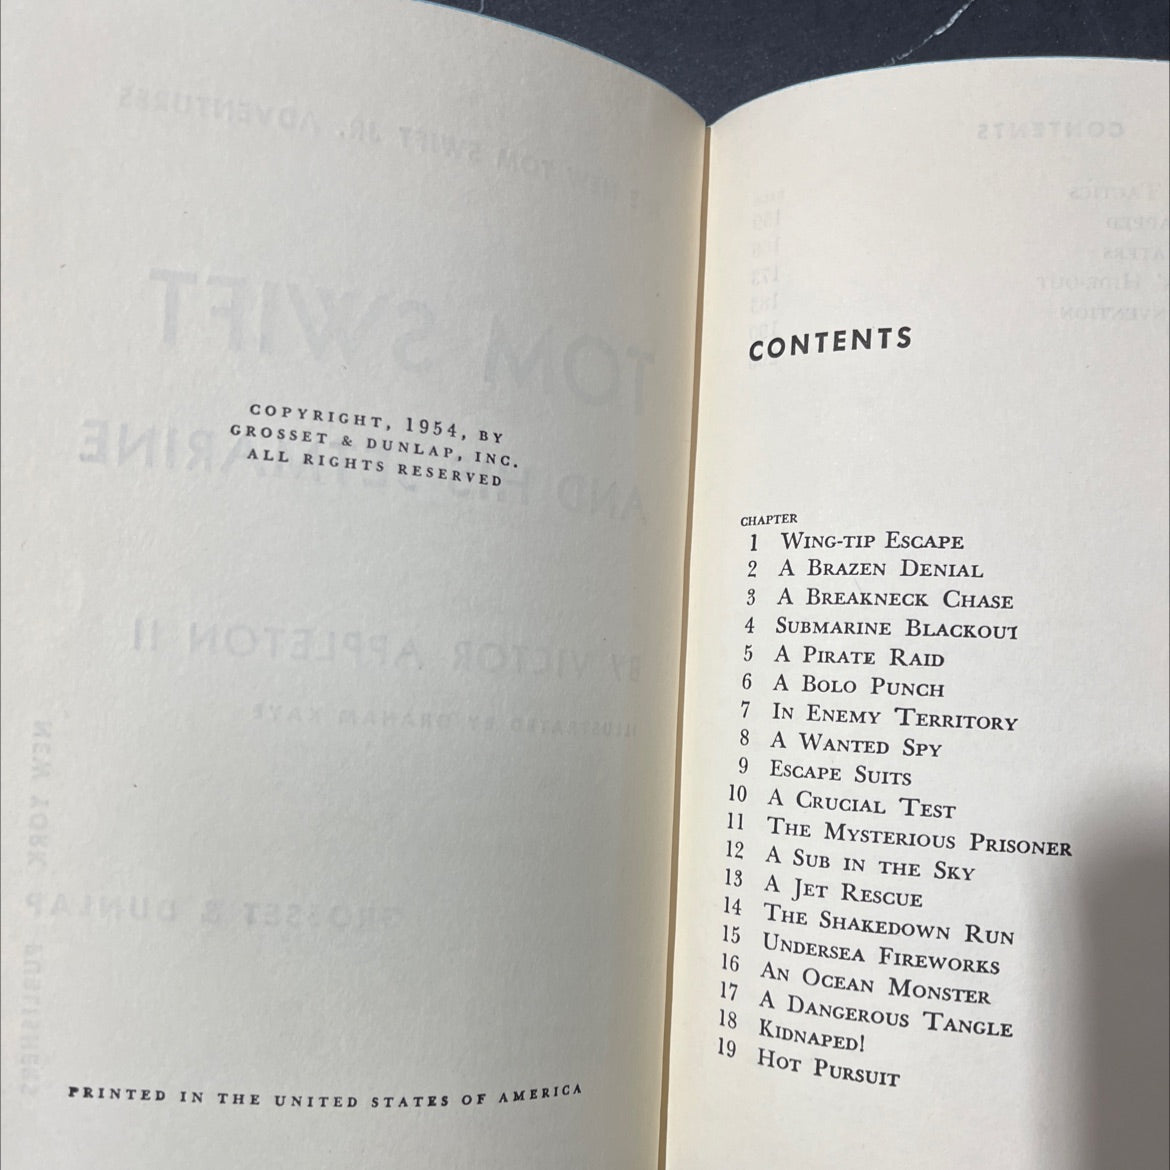 COPYRIGHT, 1954, BY
GROSSET & DUNLAP, INC.
ALL RIGHTS RESERVED
PRINTED IN THE UNITED STATES OF AMERICA
CONTENTS
CHAPTER
1 WING-TIP ESCAPE
2 A BRAZEN DENIAL
3 A BREAKNECK CHASE
4 SUBMARINE BLACKOUT
5 A PIRATE RAID
6 A BOLO PUNCH
7 IN ENEMY TERRITORY
8 A WANTED SPY
9 ESCAPE SUITS
10 A CRUCIAL TEST
11 THE MYSTERIOUS PRISONER
12 A SUB IN THE SKY
13 A JET RESCUE
14 THE SHAKEDOWN RUN
15 UNDERSEA FIREWORKS
16 AN OCEAN MONSTER
17 A DANGEROUS TANGLE
18 KIDNAPED!
19 HOT PURSUIT